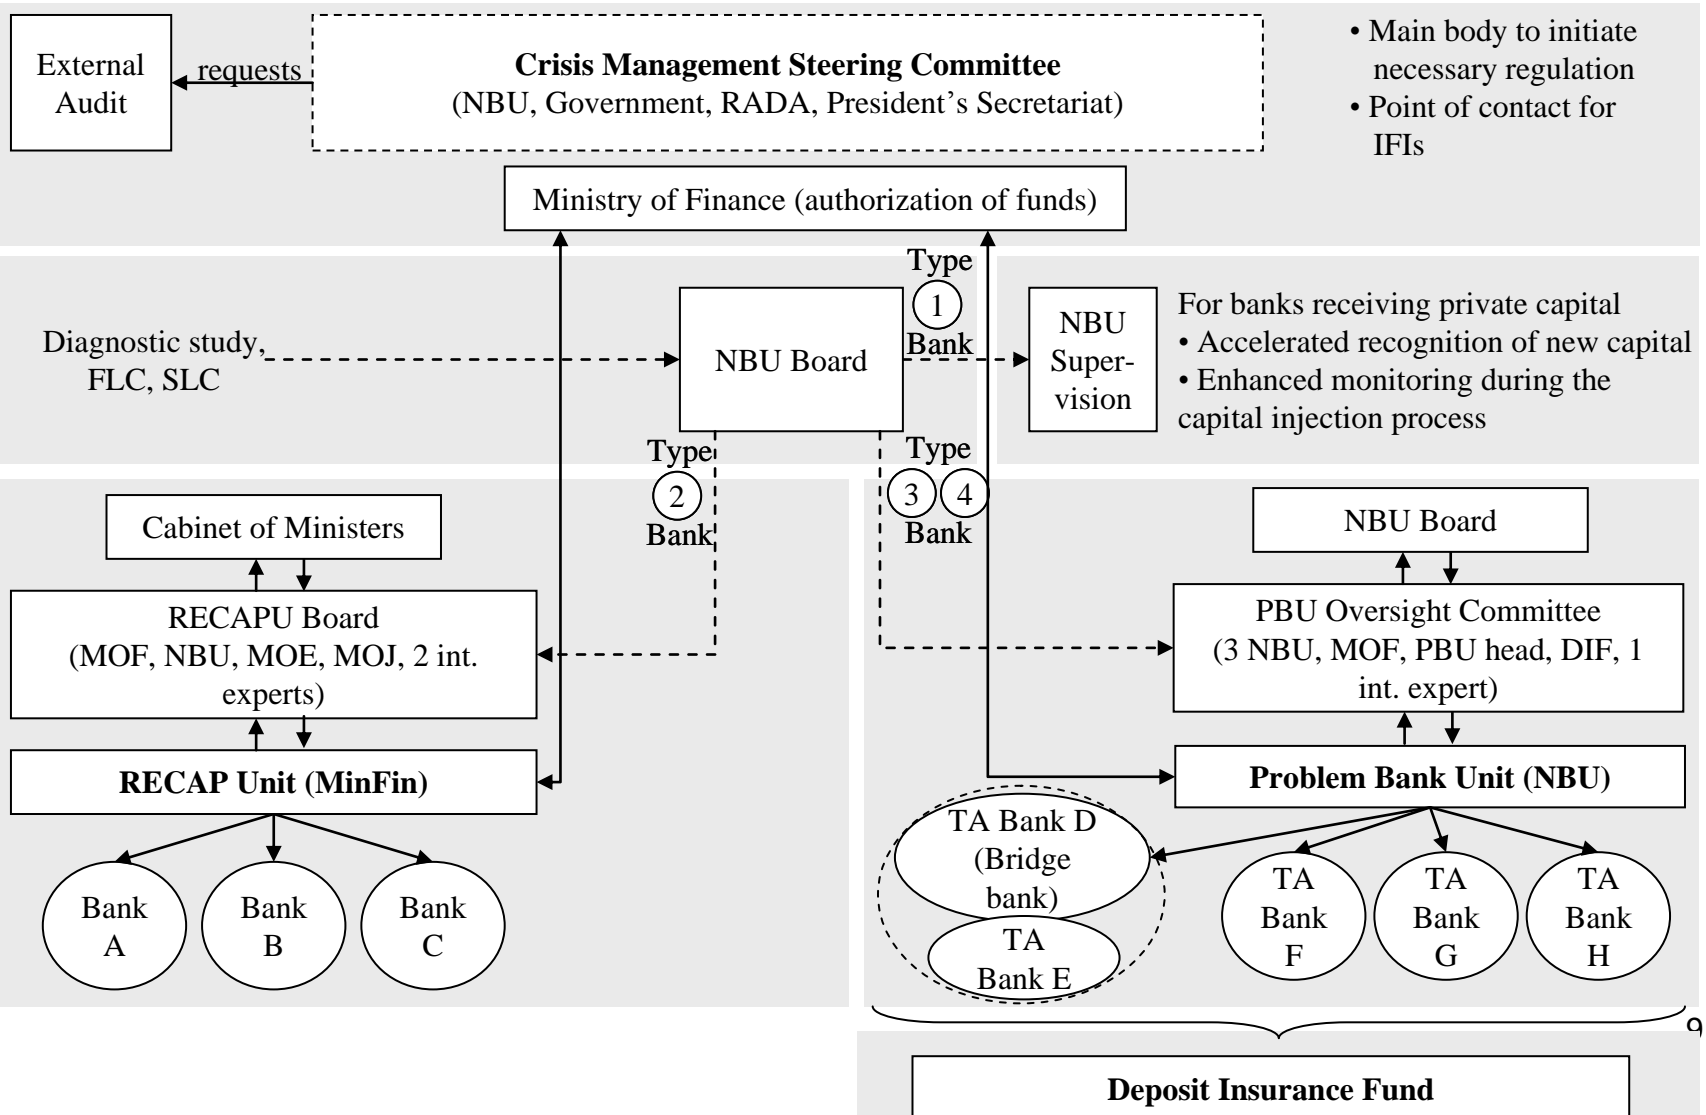 External
Audit
requests
Crisis Management Steering Committee
(NBU, Government, RADA, President’s Secretariat)
• Main body to initiate
necessary regulation
• Point of contact for
IFIs
Ministry of Finance (authorization of funds)
Diagnostic study,
FLC, SLC
NBU Board
Type
1
Bank
NBU
Super-
vision
For banks receiving private capital
• Accelerated recognition of new capital
• Enhanced monitoring during the
capital injection process
Type
2
Bank
Type
3 4
Bank
Cabinet of Ministers
RECAPU Board
(MOF, NBU, MOE, MOJ, 2 int.
experts)
RECAP Unit (MinFin)
Bank
A
Bank
B
Bank
C
NBU Board
PBU Oversight Committee
(3 NBU, MOF, PBU head, DIF, 1
int. expert)
Problem Bank Unit (NBU)
TA Bank D
(Bridge
bank)
TA
Bank E
TA
Bank
F
TA
Bank
G
TA
Bank
H
9
Deposit Insurance Fund